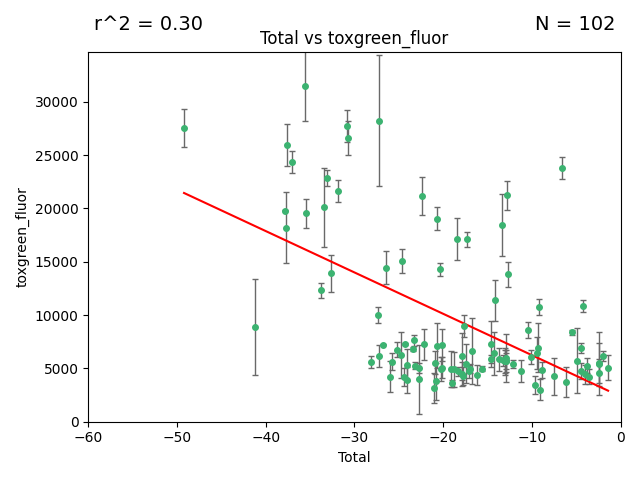 r^2 = 0.30
N = 102
Total vs toxgreen_fluor
30000
25000
20000
15000
10000
5000
0
toxgreen_fluor
−60
−50
−40
−30
−20
−10
0
Total